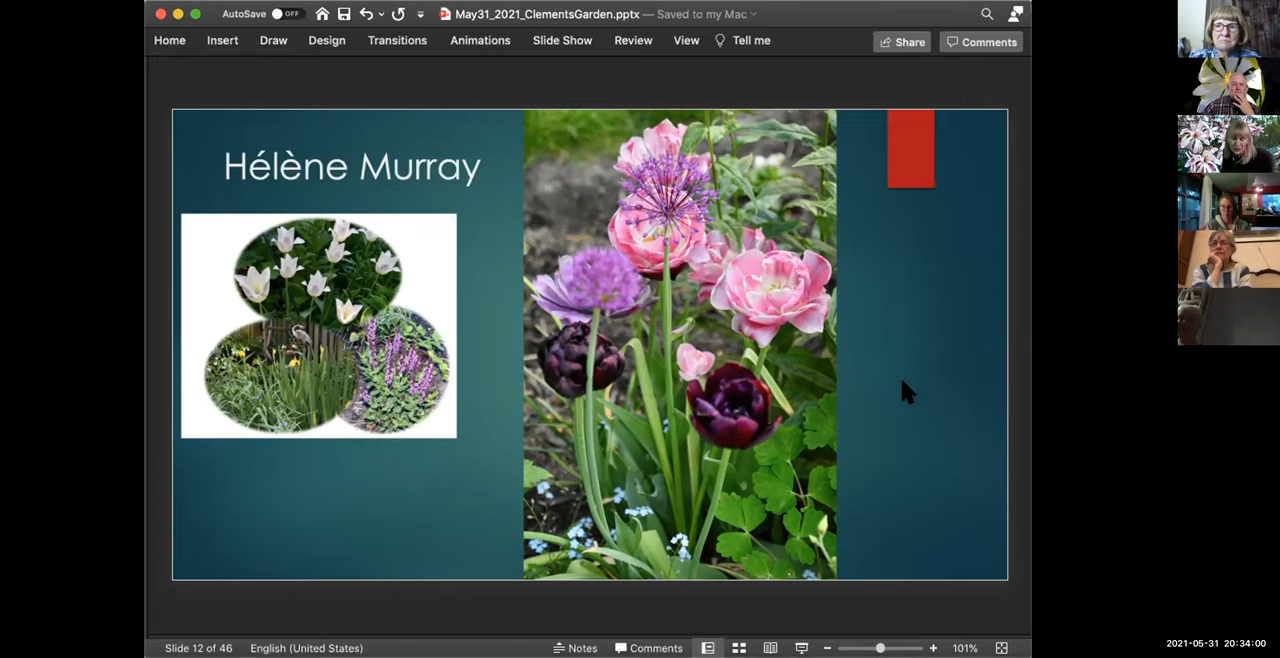 AutoSave OFF May31_2021_ClementsGarden.pptx — Saved to my Mac
Home Insert Draw Design Transitions Animations Slide Show Review View Tell me Share Comments
Hélène Murray
Slide 12 of 46 English (United States) Notes Comments 101%
2021-05-31 20:34:00